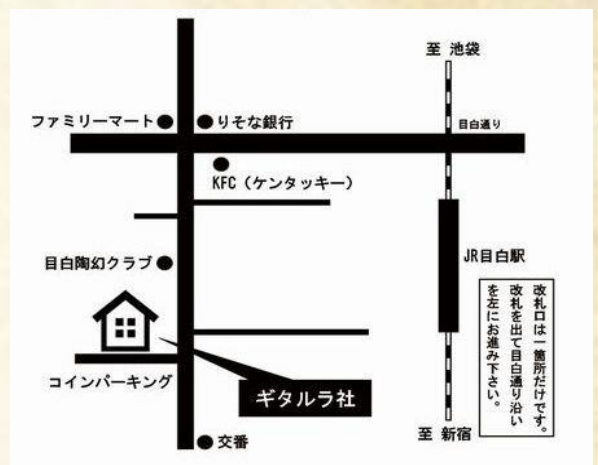 至 池袋
ファミリーマート
りそな銀行
目白通り
KFC（ケンタッキー）
目白陶幻クラブ
JR目白駅
改札口は一箇所だけです。
改札を出て目白通り沿い
を左にお進み下さい。
コインパーキング
ギタルラ社
至 新宿
交番